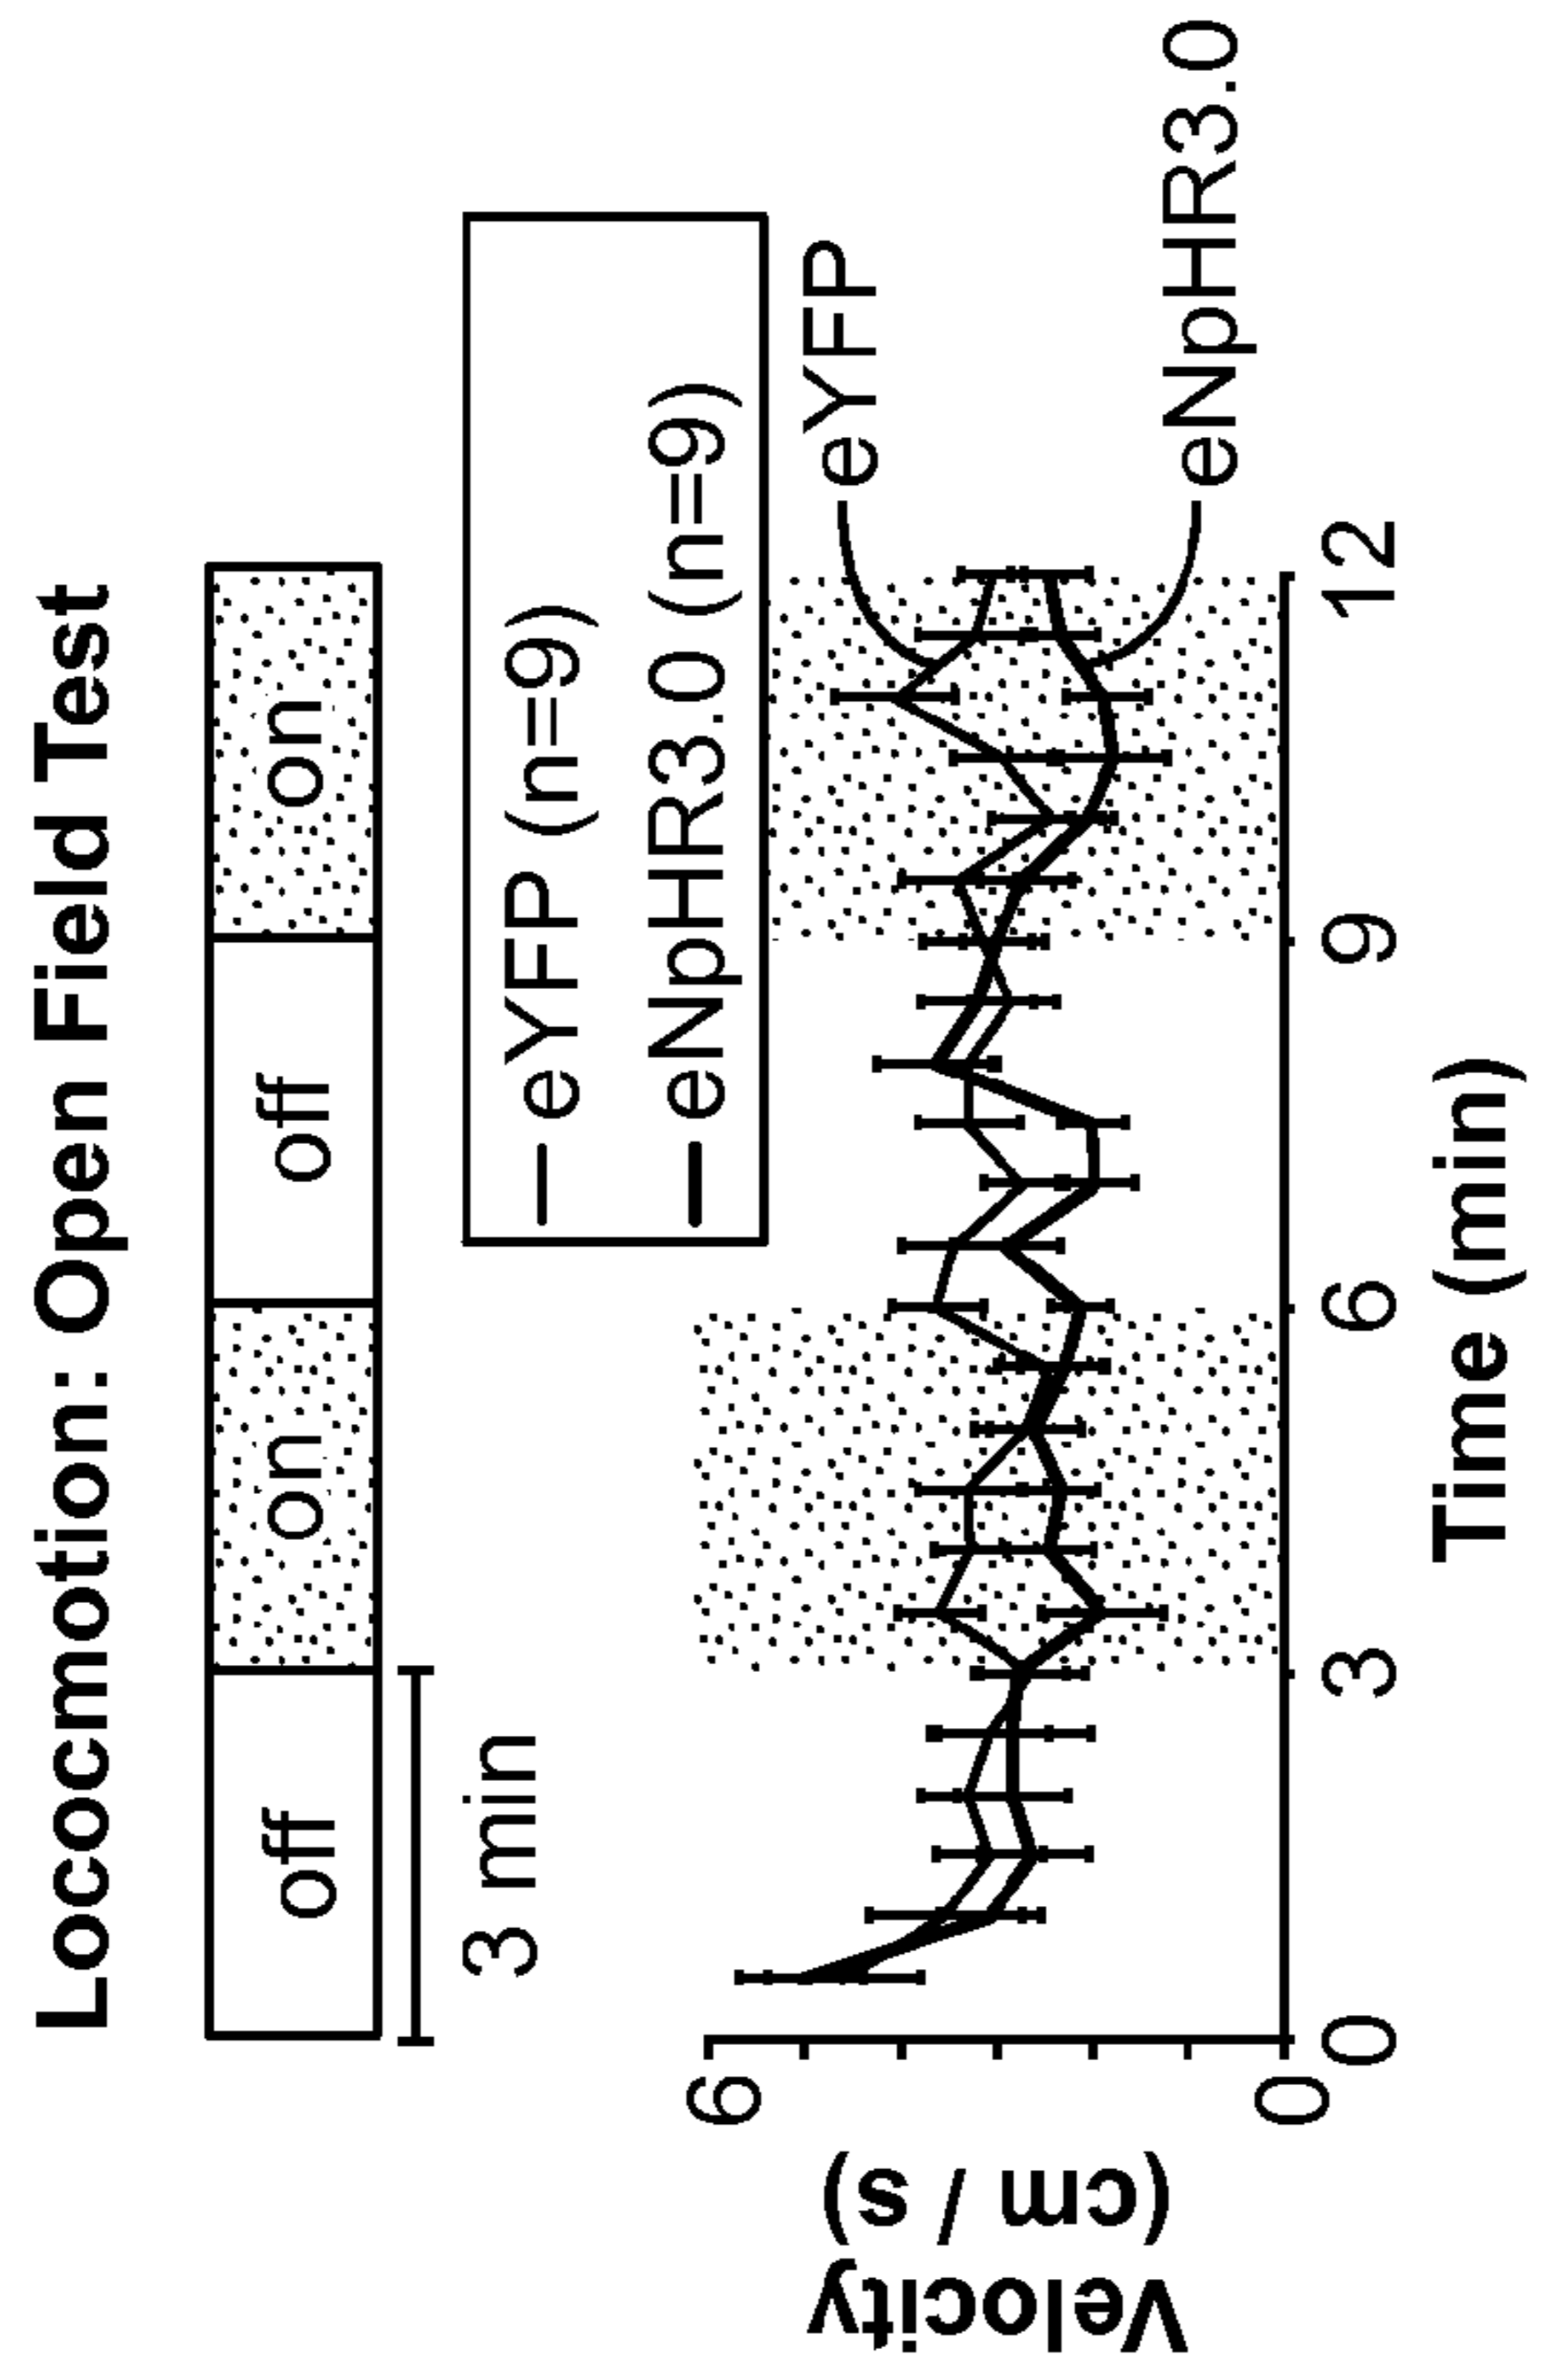 Lococmotion: Open Field Test
off
on
off
on
3 min
eYFP (n=9)
eNpHR3.0 (n=9)
eYFP
eNpHR3.0
Velocity
(cm / s)
6
0
0
3
6
9
12
Time (min)